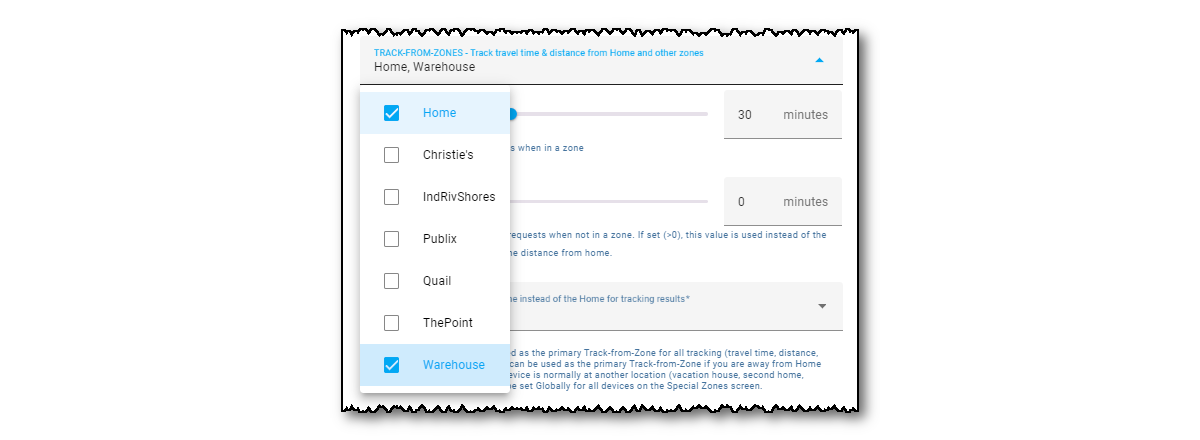 TRACK-FROM-ZONES - Track travel time & distance from Home and other zones
Home, Warehouse
Home
30 minutes
Christie's
when in a zone
IndRivShores
0 minutes
Publix
requests when not in a zone. If set (>0), this value is used instead of the
distance from home.
Quail
instead of the Home for tracking results*
ThePoint
as the primary Track-from-Zone for all tracking (travel time, distance,
Warehouse
can be used as the primary Track-from-Zone if you are away from Home
is normally at another location (vacation house, second home,
set Globally for all devices on the Special Zones screen.